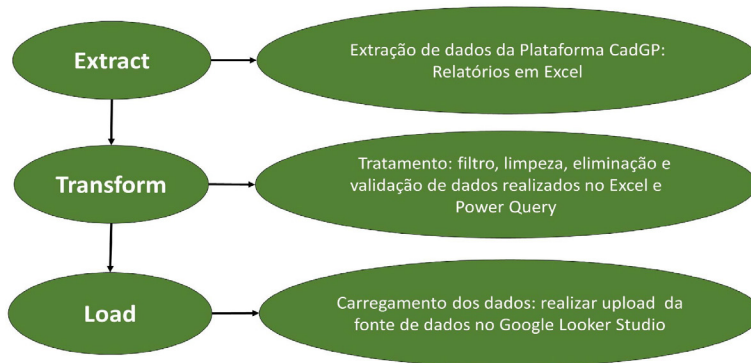 Extract
Extração de dados da Plataforma CadGP:
Relatórios em Excel
Transform
Tratamento: filtro, limpeza, eliminação e
validação de dados realizados no Excel e
Power Query
Load
Carregamento dos dados: realizar upload da
fonte de dados no Google Looker Studio